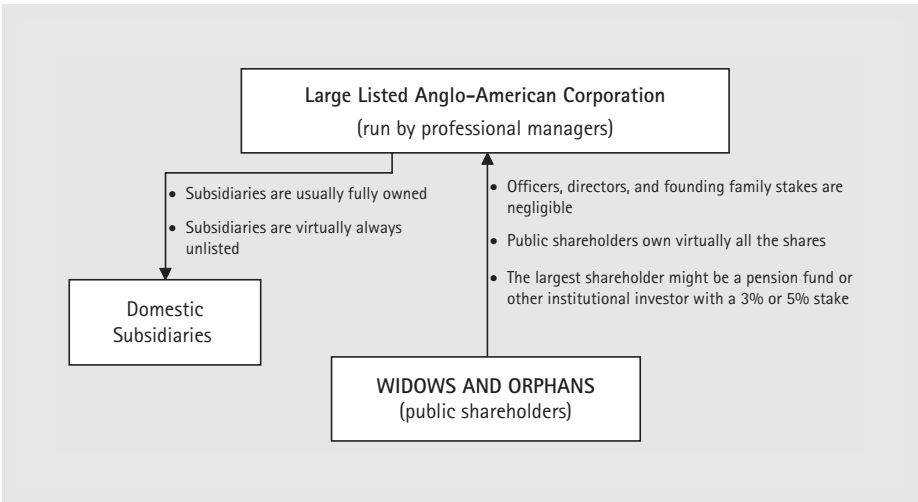 Large Listed Anglo-American Corporation
(run by professional managers)
• Subsidiaries are usually fully owned
• Subsidiaries are virtually always
unlisted
• Officers, directors, and founding family stakes are
negligible
• Public shareholders own virtually all the shares
• The largest shareholder might be a pension fund or
other institutional investor with a 3% or 5% stake
Domestic
Subsidiaries
WIDOWS AND ORPHANS
(public shareholders)